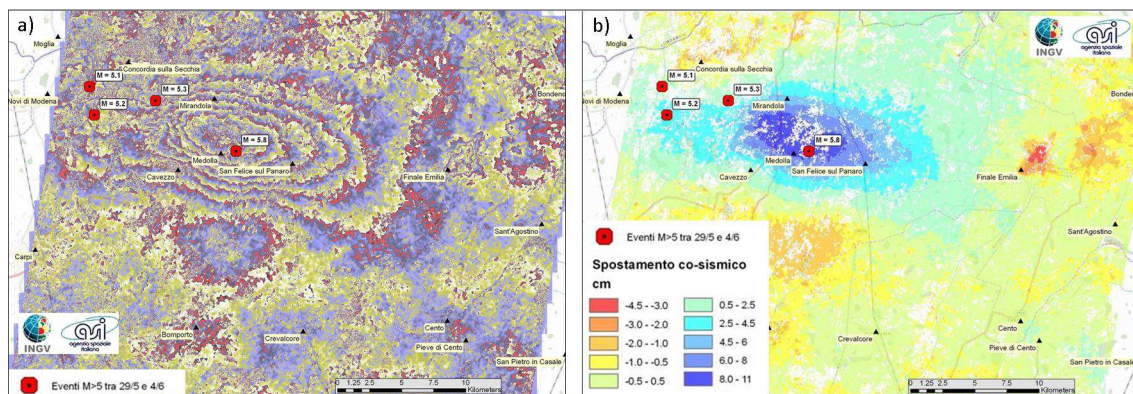 a)
Moglia
M = 5.1
Concordia sulla Secchia
Novi di Modena
M = 5.3
M = 5.2
Mirandola
Bondeno
M = 5.8
Medolla
San Felice sul Panaro
Cavezzo
Finale Emilia
Sant'Agostino
Carpi
Bomporto
Crevalcore
Cento
Pieve di Cento
San Pietro in Casale
INGV
asi
agenzia spaziale
italiana
Eventi M>5 tra 29/5 e 4/6
0 1.25 2.5 5 7.5 10
Kilometers
b)
INGV
asi
agenzia spaziale
italiana
Moglia
M = 5.1
Concordia sulla Secchia
Novi di Modena
M = 5.3
M = 5.2
Mirandola
Bondeno
M = 5.8
Medolla
San Felice sul Panaro
Cavezzo
Finale Emilia
Sant'Agostino
Crevalcore
Cento
Pieve di Cento
San Pietro in Casale
Eventi M>5 tra 29/5 e 4/6
Spostamento co-sismico
cm
-4.5 - -3.0
-3.0 - -2.0
-2.0 - -1.0
-1.0 - -0.5
-0.5 - 0.5
0.5 - 2.5
2.5 - 4.5
4.5 - 6
6.0 - 8
8.0 - 11
0 1.25 2.5 5 7.5 10
Kilometers